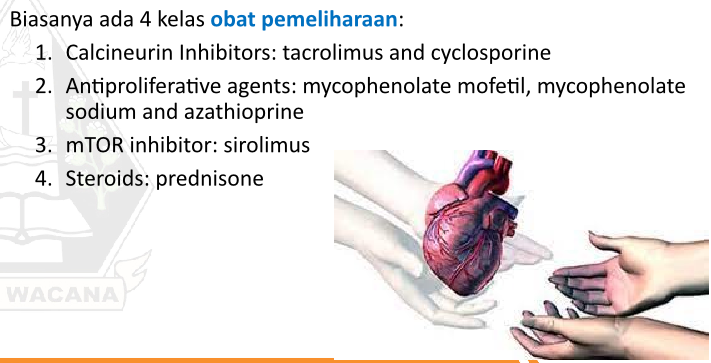 Biasanya ada 4 kelas obat pemeliharaan:
1. Calcineurin Inhibitors: tacrolimus and cyclosporine
2. Antiproliferative agents: mycophenolate mofetil, mycophenolate
sodium and azathioprine
3. mTOR inhibitor: sirolimus
4. Steroids: prednisone
WACANA